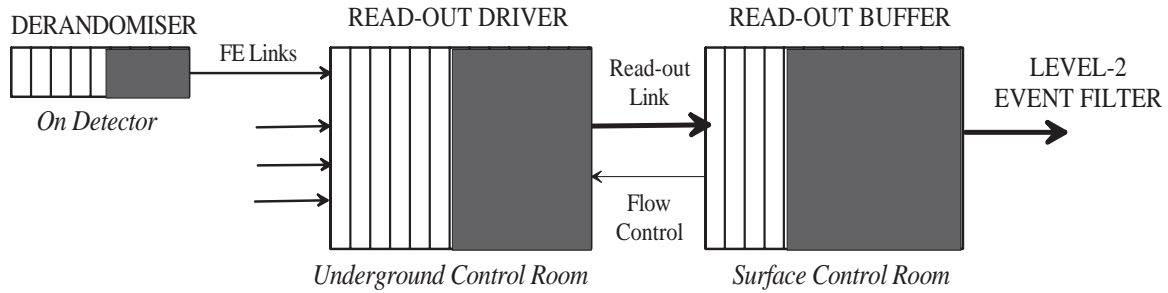 DERANDOMISER
READ-OUT DRIVER
READ-OUT BUFFER
FE Links
Read-out
Link
LEVEL-2
EVENT FILTER
On Detector
Flow
Control
Underground Control Room
Surface Control Room